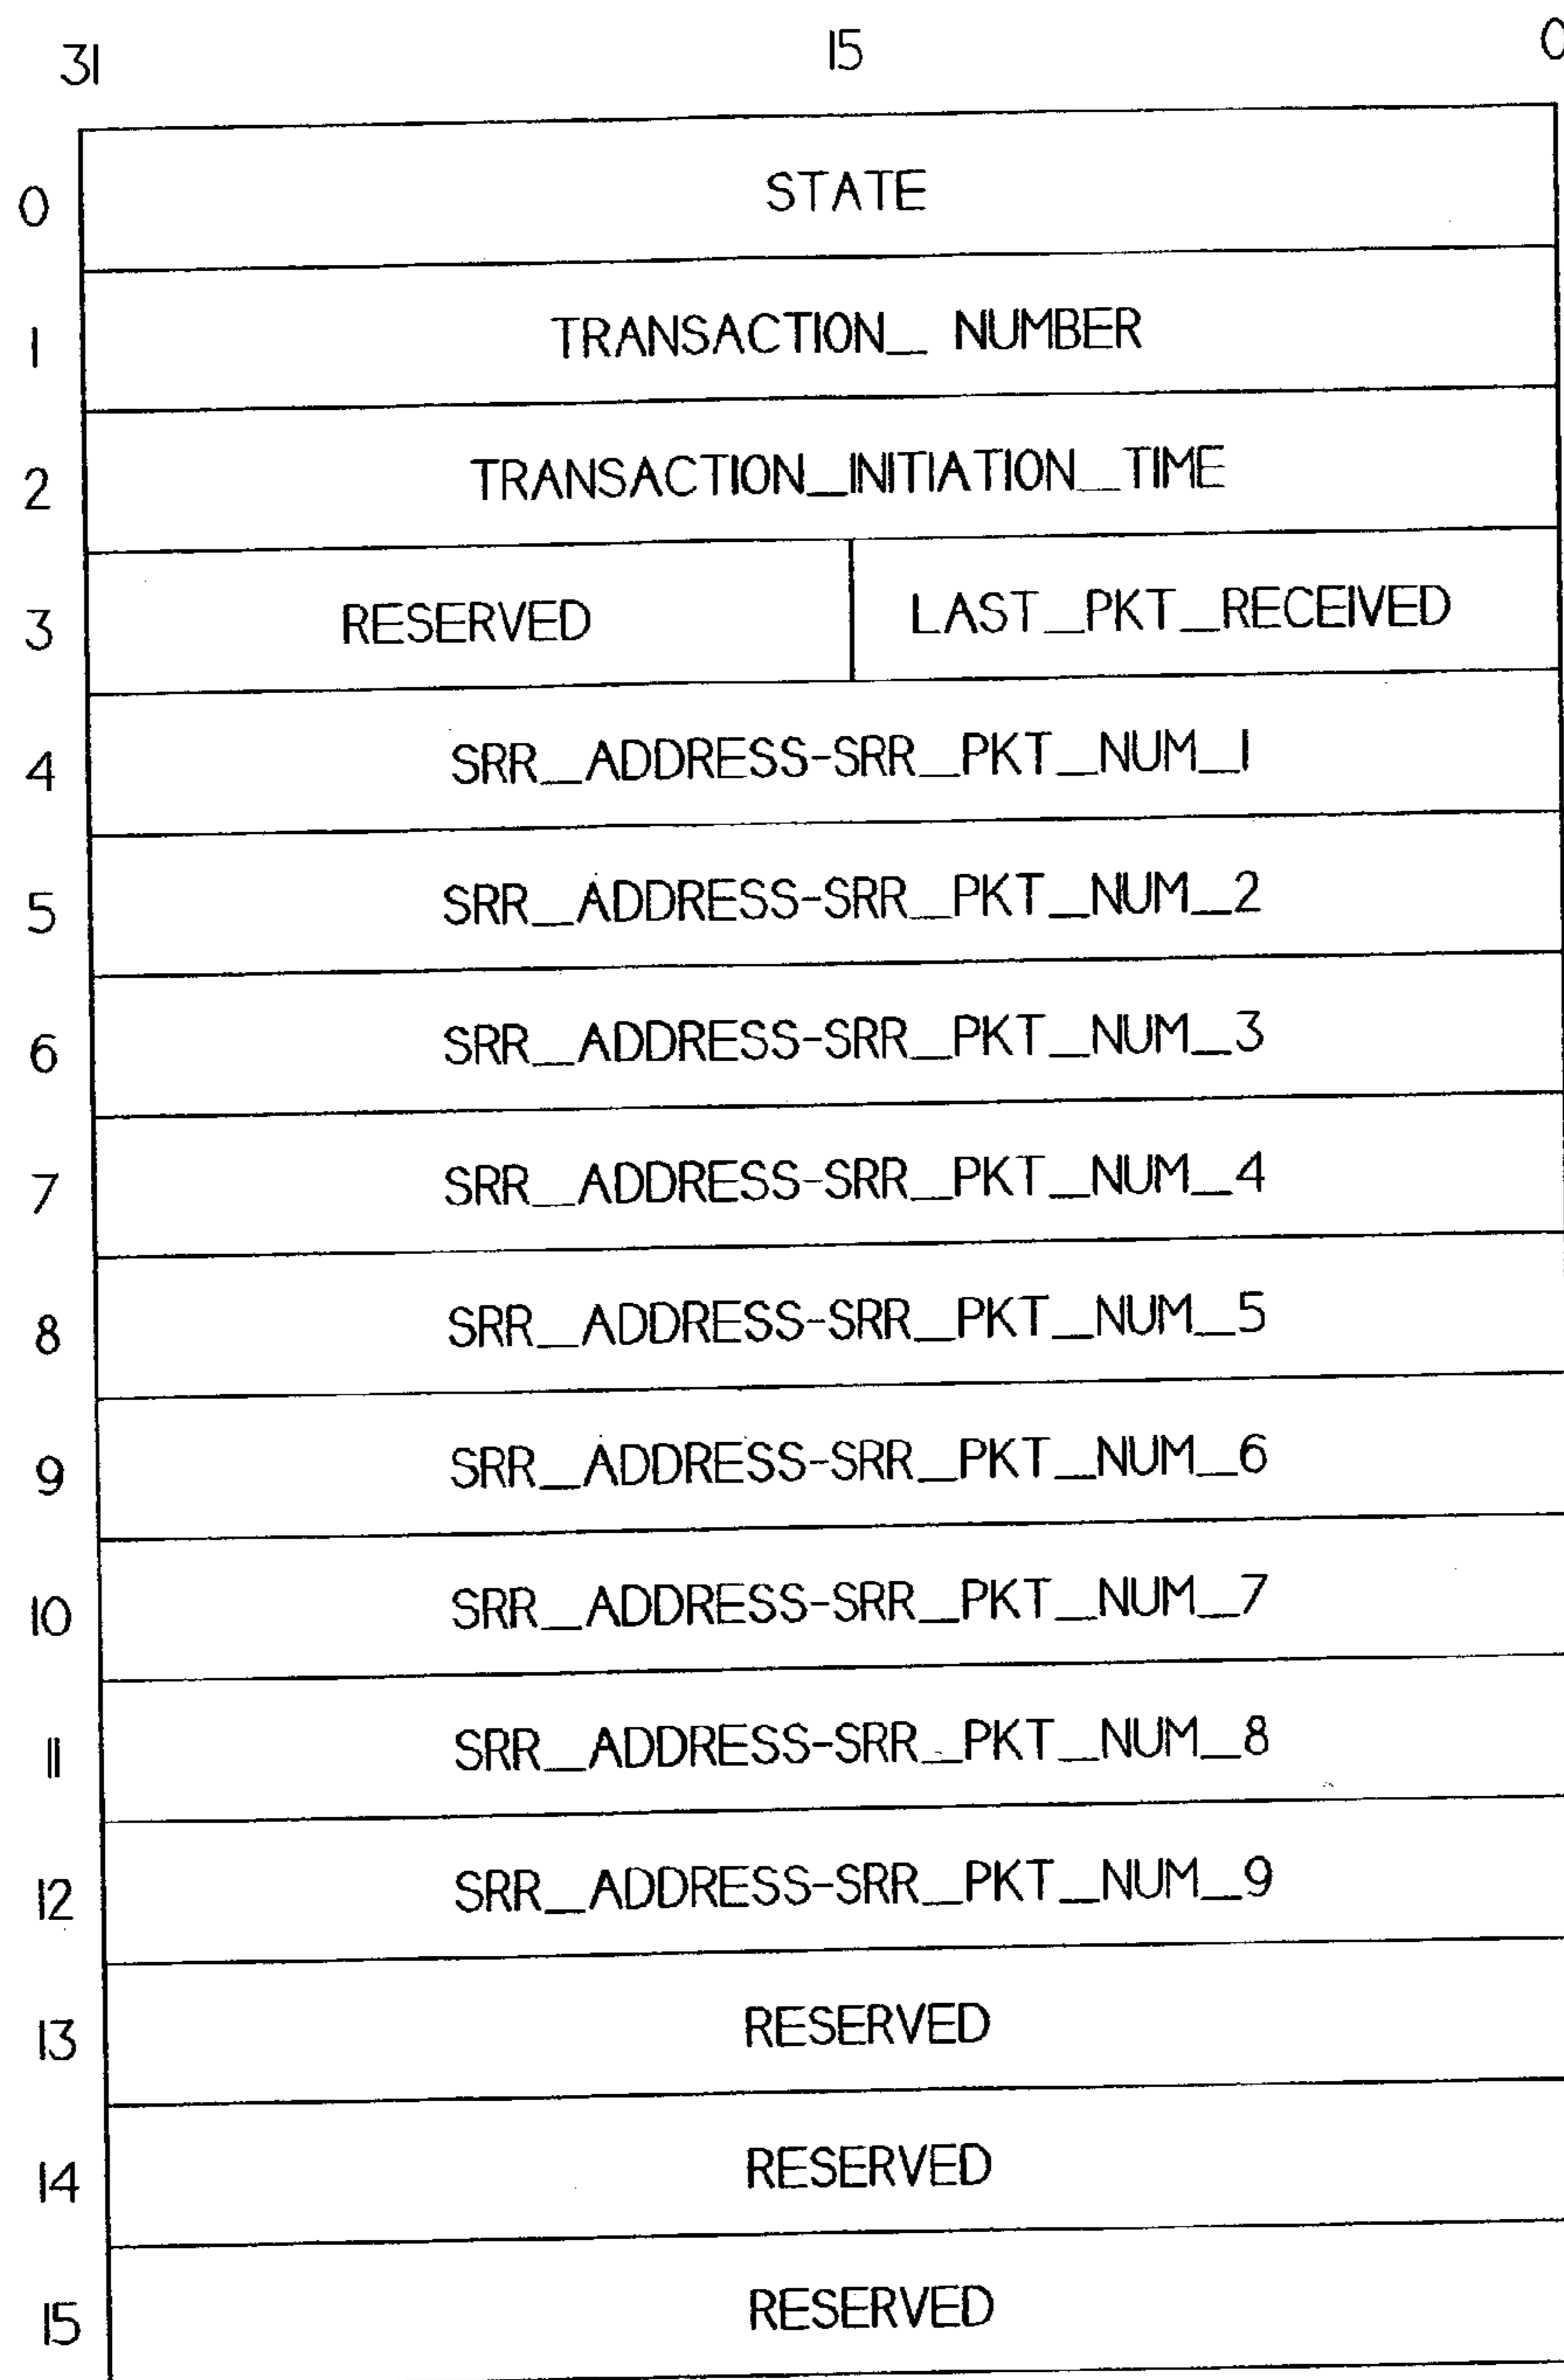 31 15 0
0 STATE
1 TRANSACTION_ NUMBER
2 TRANSACTION_INITIATION_TIME
3 RESERVED LAST_PKT_RECEIVED
4 SRR_ADDRESS-SRR_PKT_NUM_1
5 SRR_ADDRESS-SRR_PKT_NUM_2
6 SRR_ADDRESS-SRR_PKT_NUM_3
7 SRR_ADDRESS-SRR_PKT_NUM_4
8 SRR_ADDRESS-SRR_PKT_NUM_5
9 SRR_ADDRESS-SRR_PKT_NUM_6
10 SRR_ADDRESS-SRR_PKT_NUM_7
11 SRR_ADDRESS-SRR_PKT_NUM_8
12 SRR_ADDRESS-SRR_PKT_NUM_9
13 RESERVED
14 RESERVED
15 RESERVED